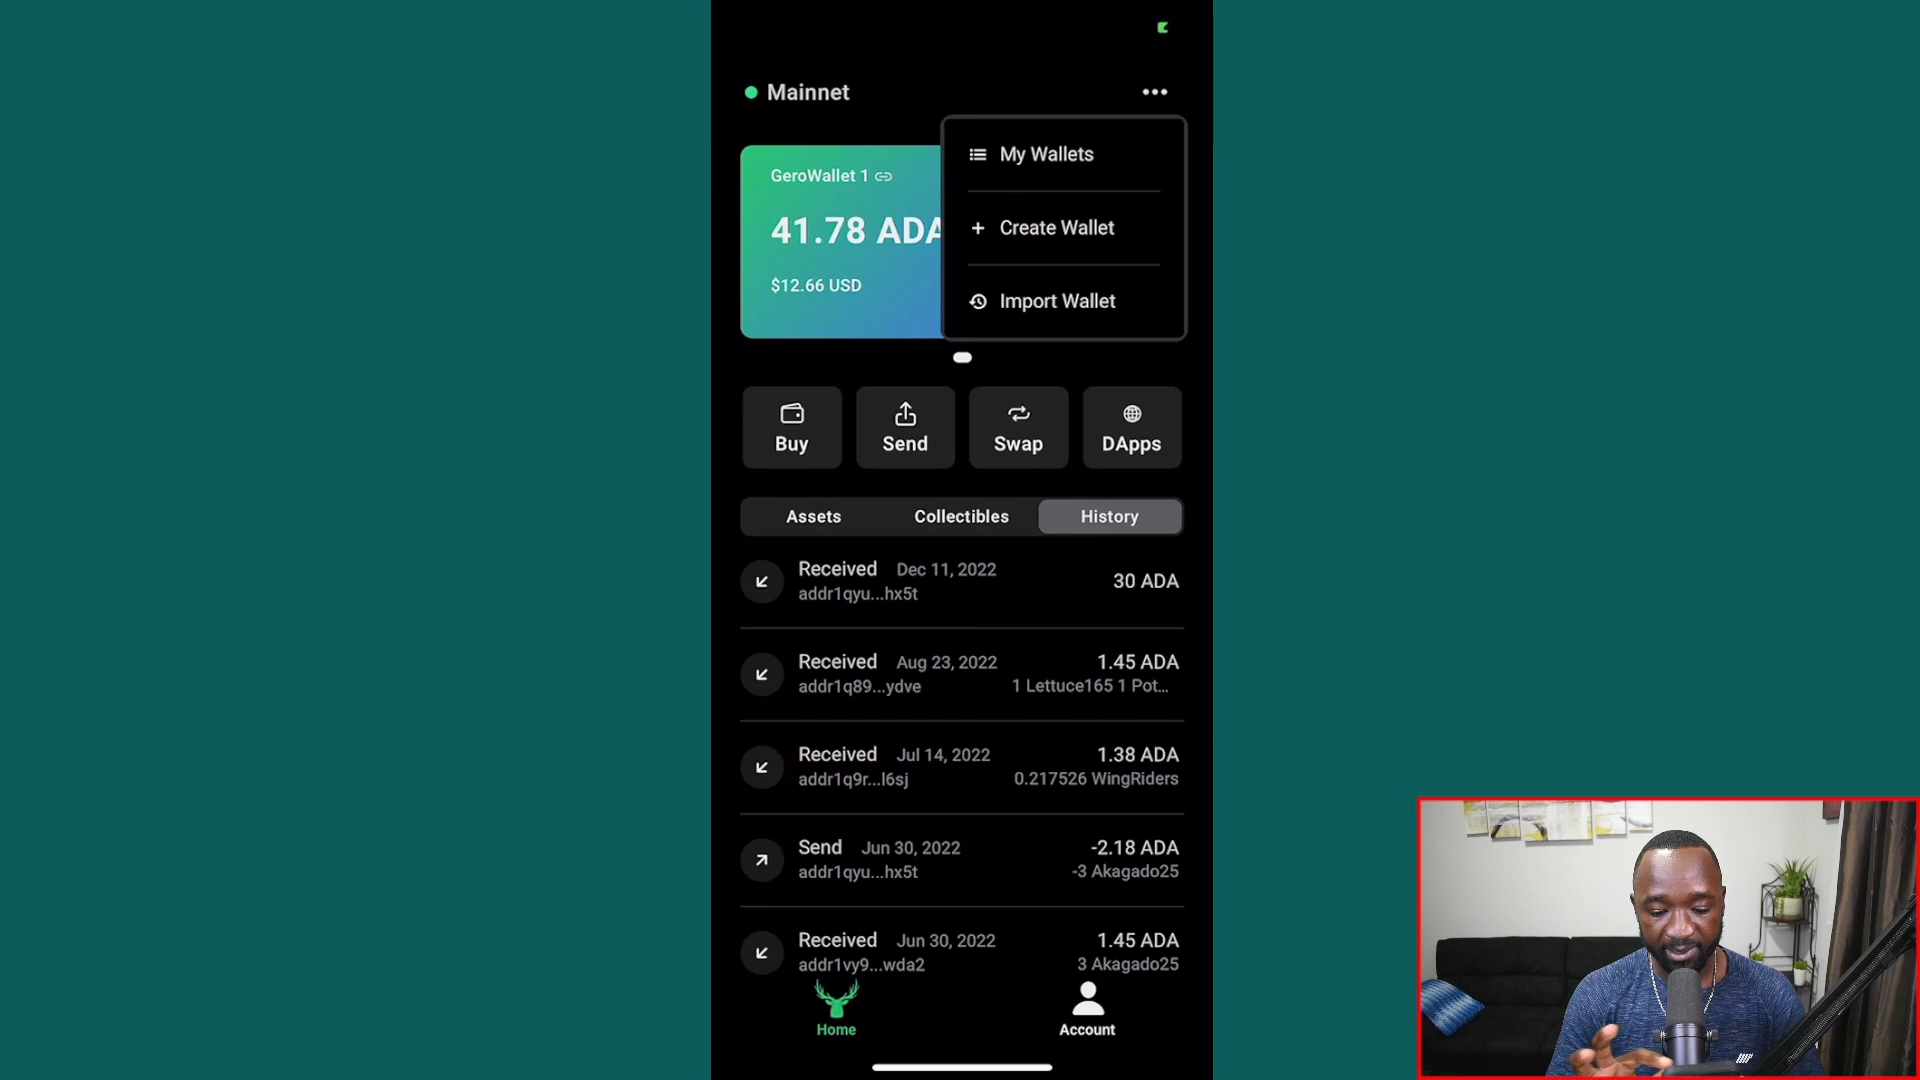 Mainnet
My Wallets
GeroWallet 1
41.78 ADA
Create Wallet
$12.66 USD
Import Wallet
Buy
Send
Swap
DApps
Assets
Collectibles
History
Received Dec 11, 2022
30 ADA
addr1qyu...hx5t
Received Aug 23, 2022
1.45 ADA
addr1q89...ydve
1 Lettuce165 1 Pot...
Received Jul 14, 2022
1.38 ADA
addr1q9r...l6sj
0.217526 WingRiders
Send Jun 30, 2022
-2.18 ADA
addr1qyu...hx5t
-3 Akagado25
Received Jun 30, 2022
1.45 ADA
addr1vy9...wda2
3 Akagado25
Home
Account